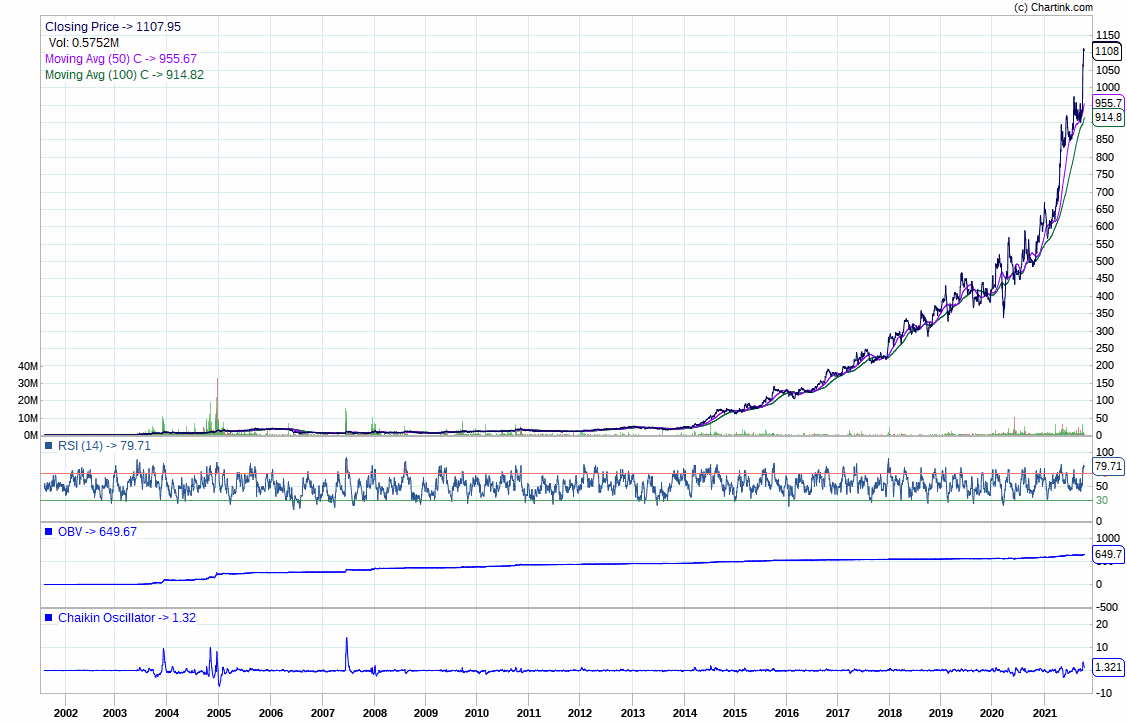 (c) Chartink.com
Closing Price -> 1107.95
Vol: 0.5752M
Moving Avg (50) C -> 955.67
Moving Avg (100) C -> 914.82
1150
1108
1050
1000
955.7
914.8
850
800
750
700
650
600
550
500
450
400
350
300
250
200
150
100
50
0
40M
30M
20M
10M
0M
RSI (14) -> 79.71
100
79.71
50
30
0
OBV -> 649.67
1000
649.7
0
-500
Chaikin Oscillator -> 1.32
20
10
1.321
-10
2002 2003 2004 2005 2006 2007 2008 2009 2010 2011 2012 2013 2014 2015 2016 2017 2018 2019 2020 2021